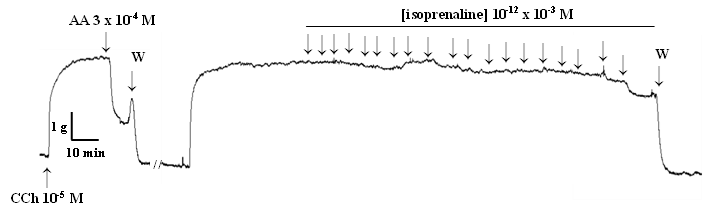 AA 3 x 10⁻⁴ M
[isoprenaline] 10⁻¹² x 10⁻³ M
W
W
1 g
10 min
//
CCh 10⁻⁵ M